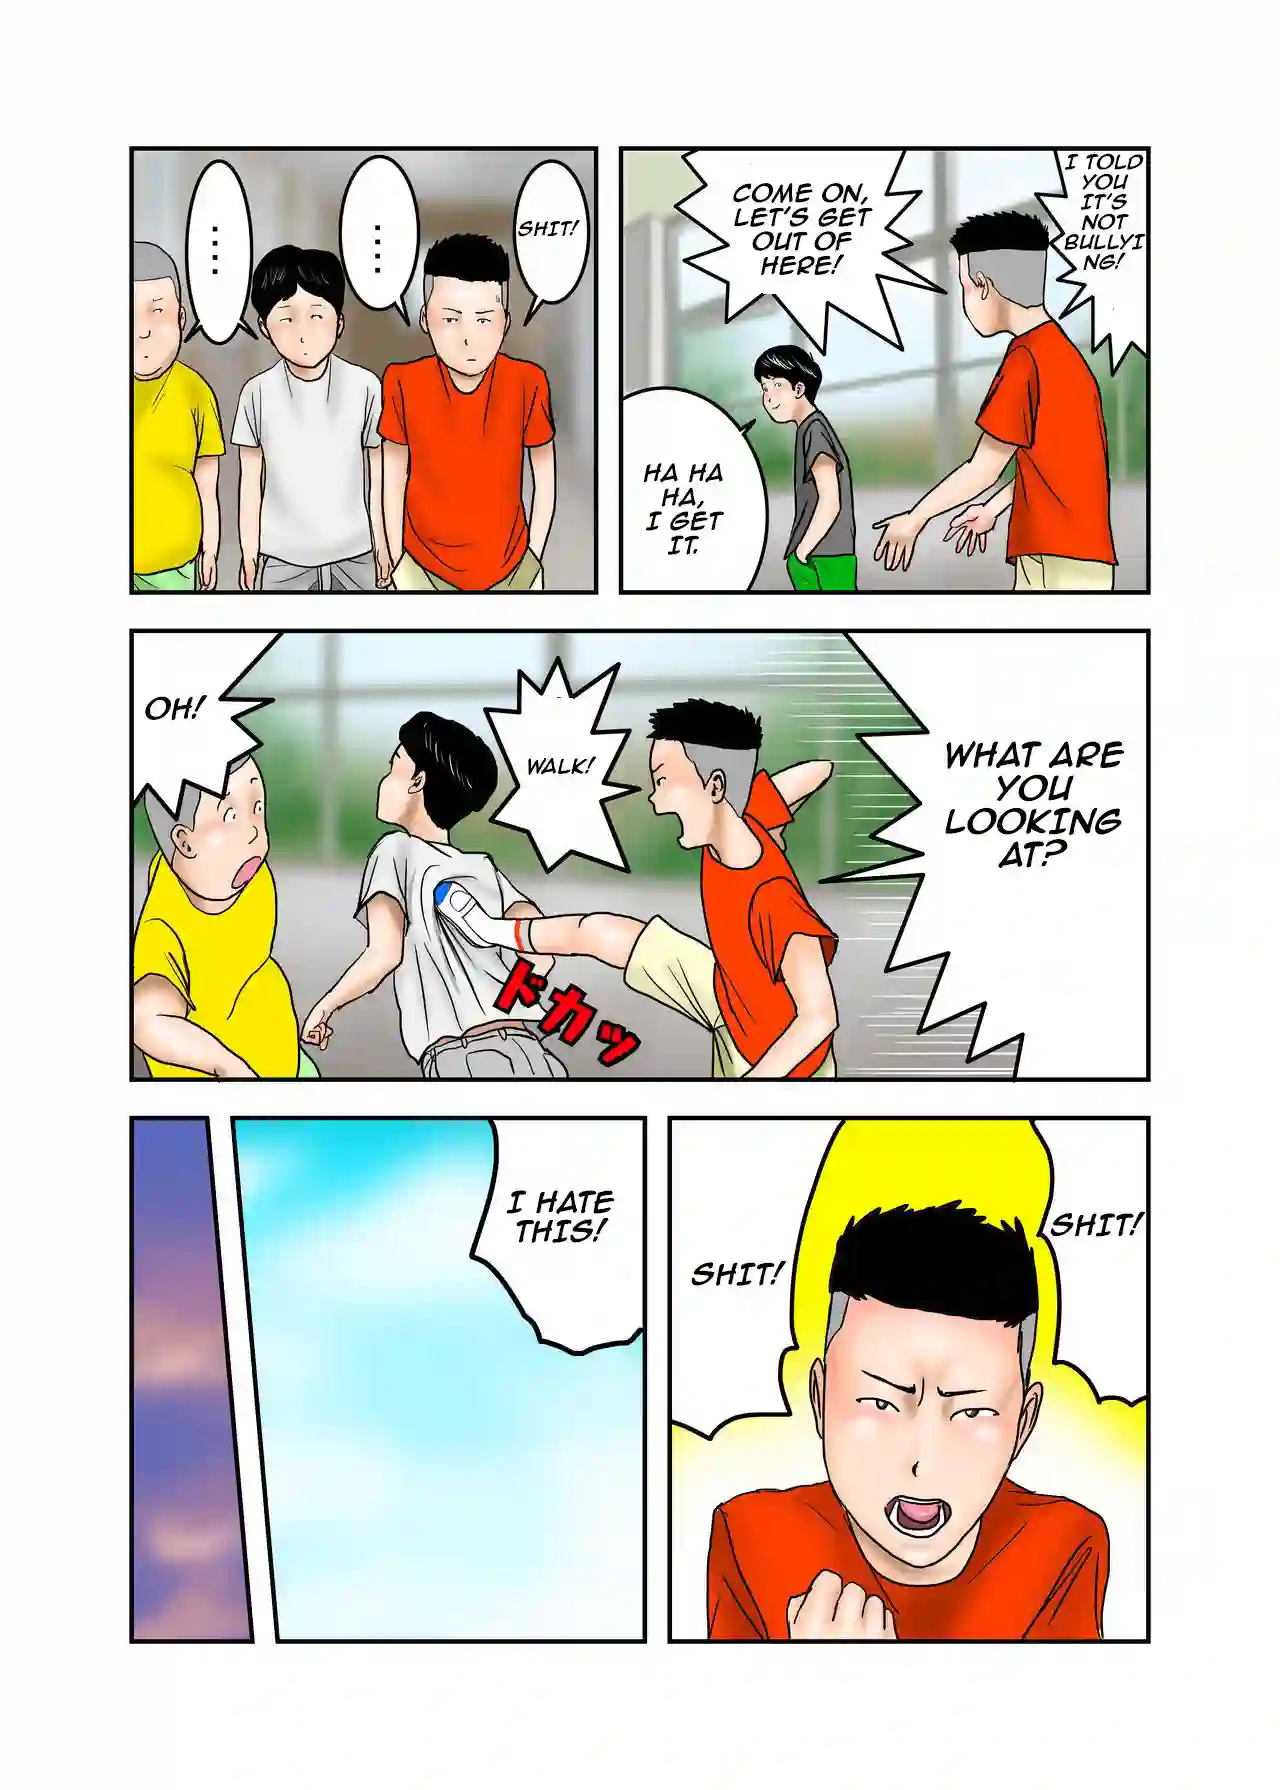 I TOLD
YOU
IT'S
NOT
BULLYI
NG!
COME ON,
LET'S GET
OUT OF
HERE!
HA HA
HA,
I GET
IT.
SHIT!
...
....
WHAT ARE
YOU
LOOKING
AT?
WALK!
ドカッ
OH!
SHIT!
SHIT!
I HATE
THIS!